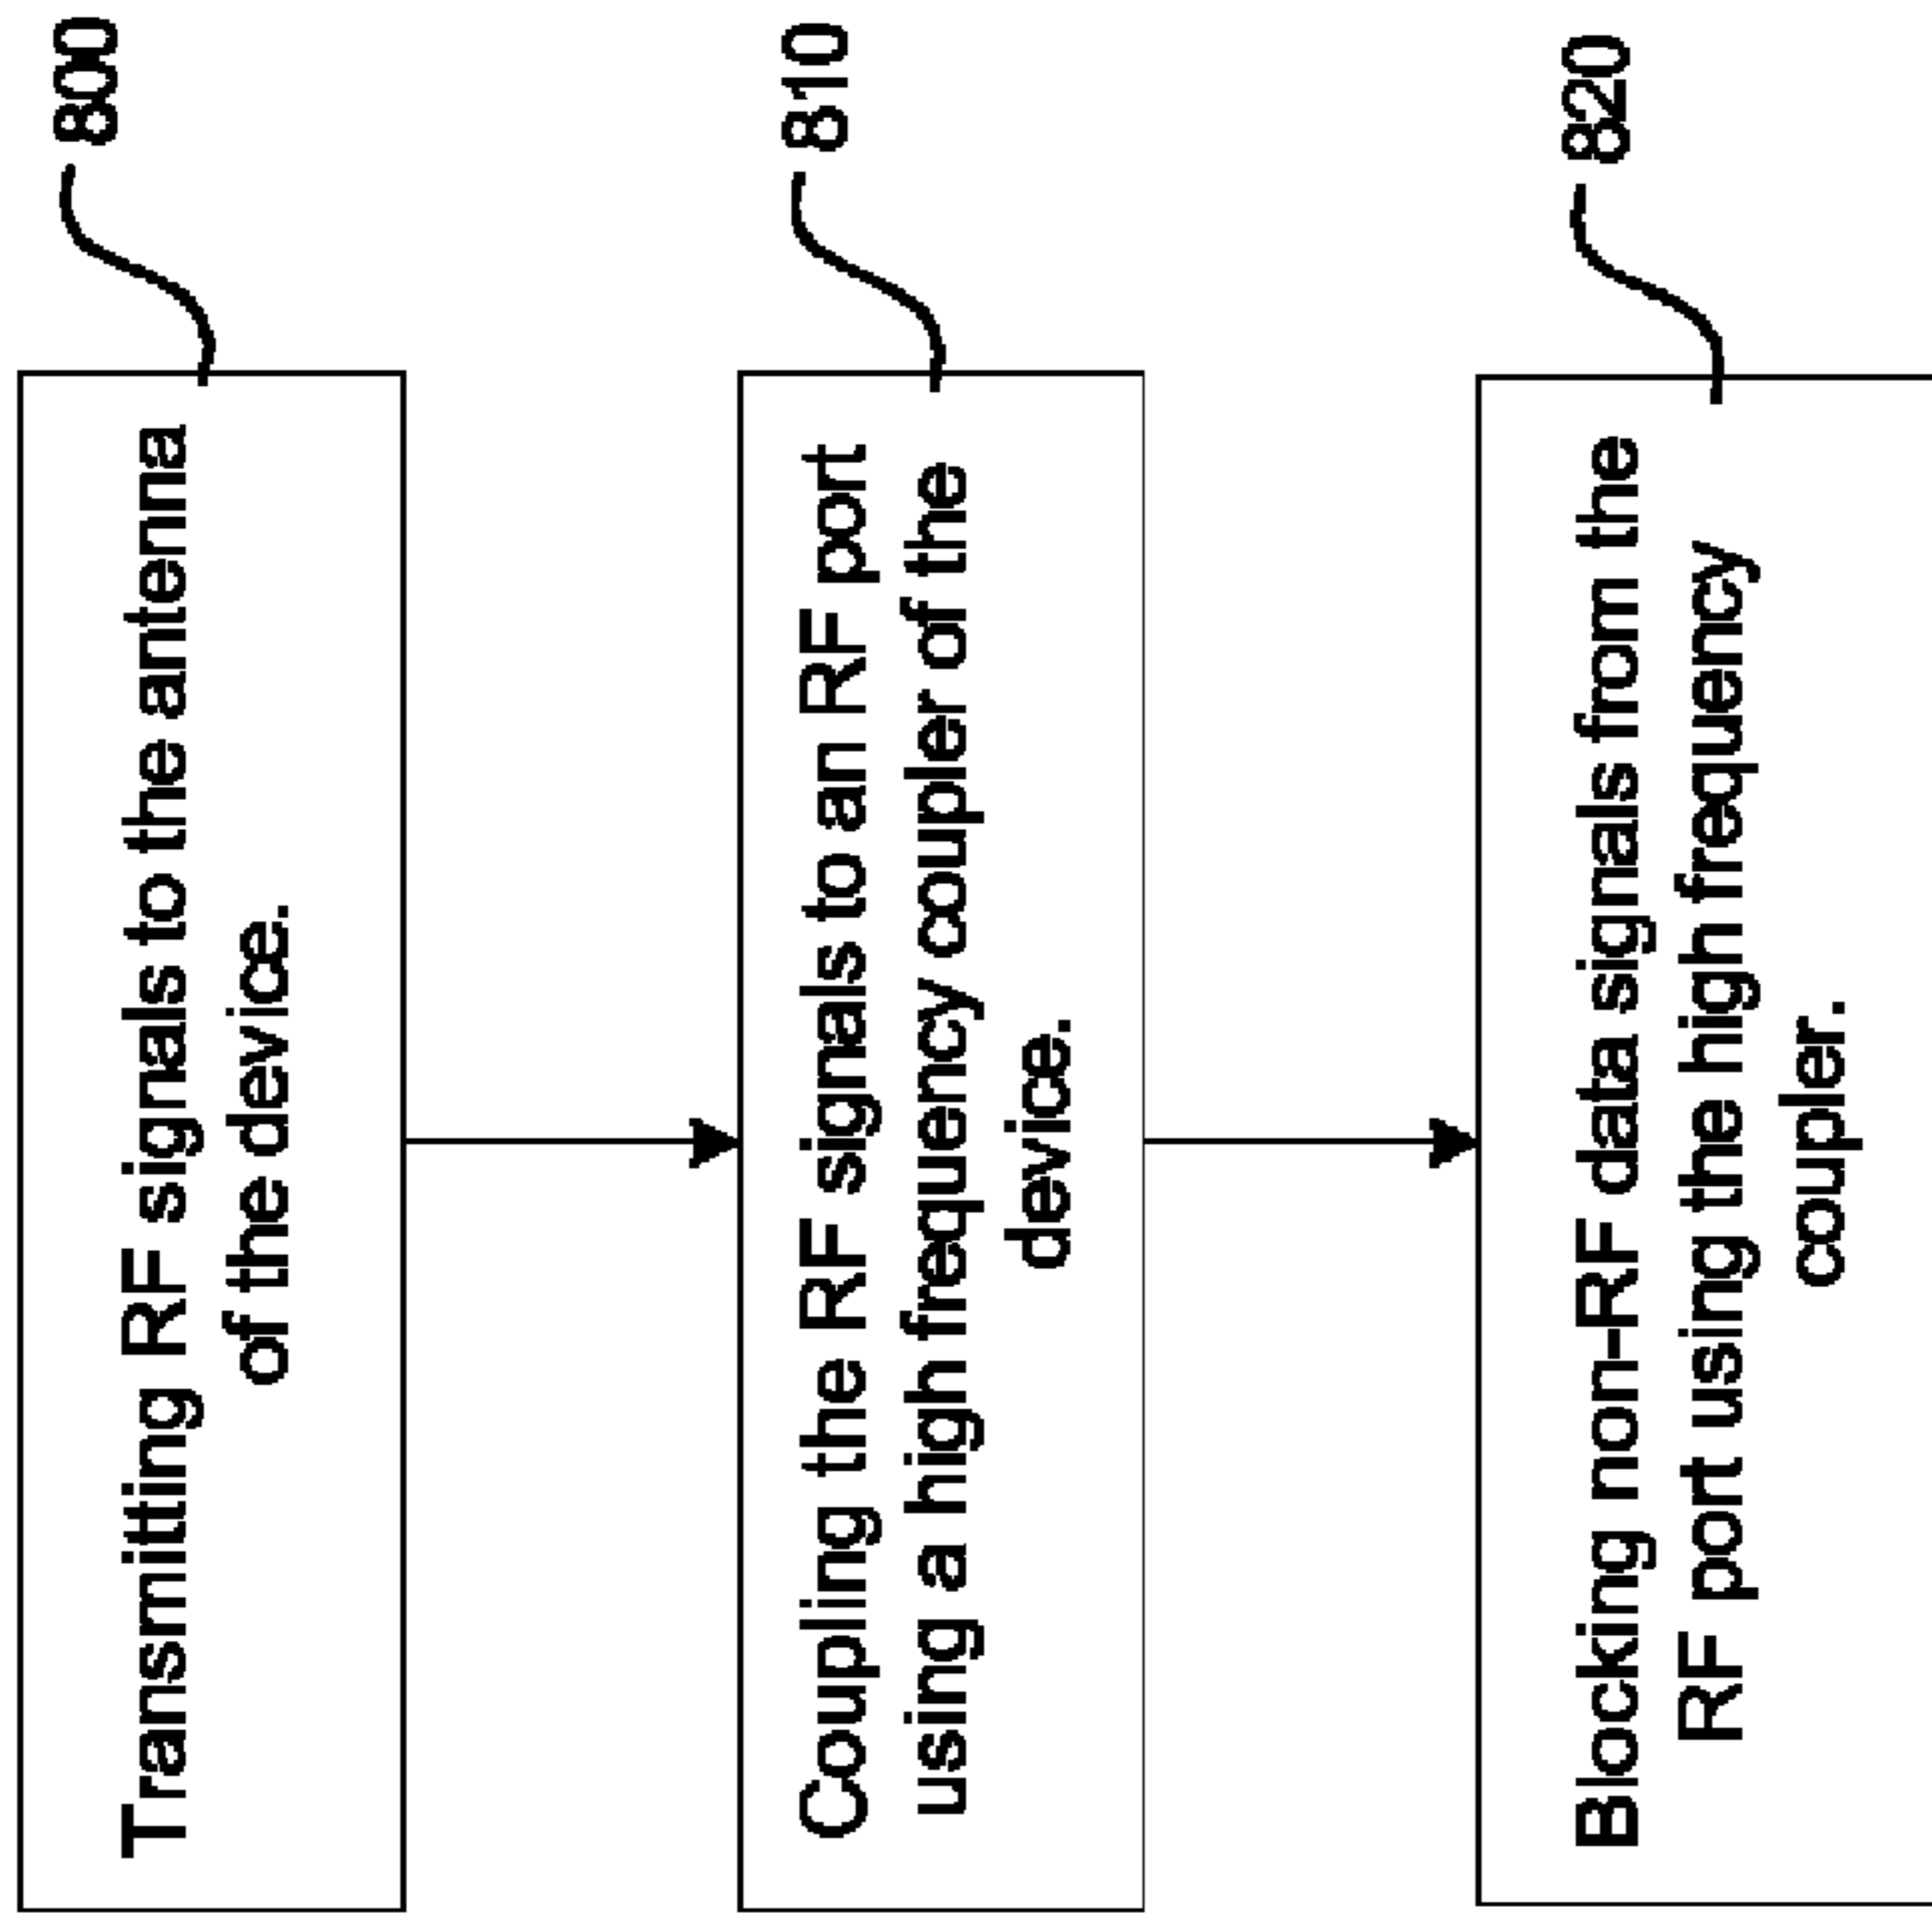 800
Transmitting RF signals to the antenna
of the device.
810
Coupling the RF signals to an RF port
using a high frequency coupler of the
device.
820
Blocking non-RF data signals from the
RF port using the high frequency
coupler.